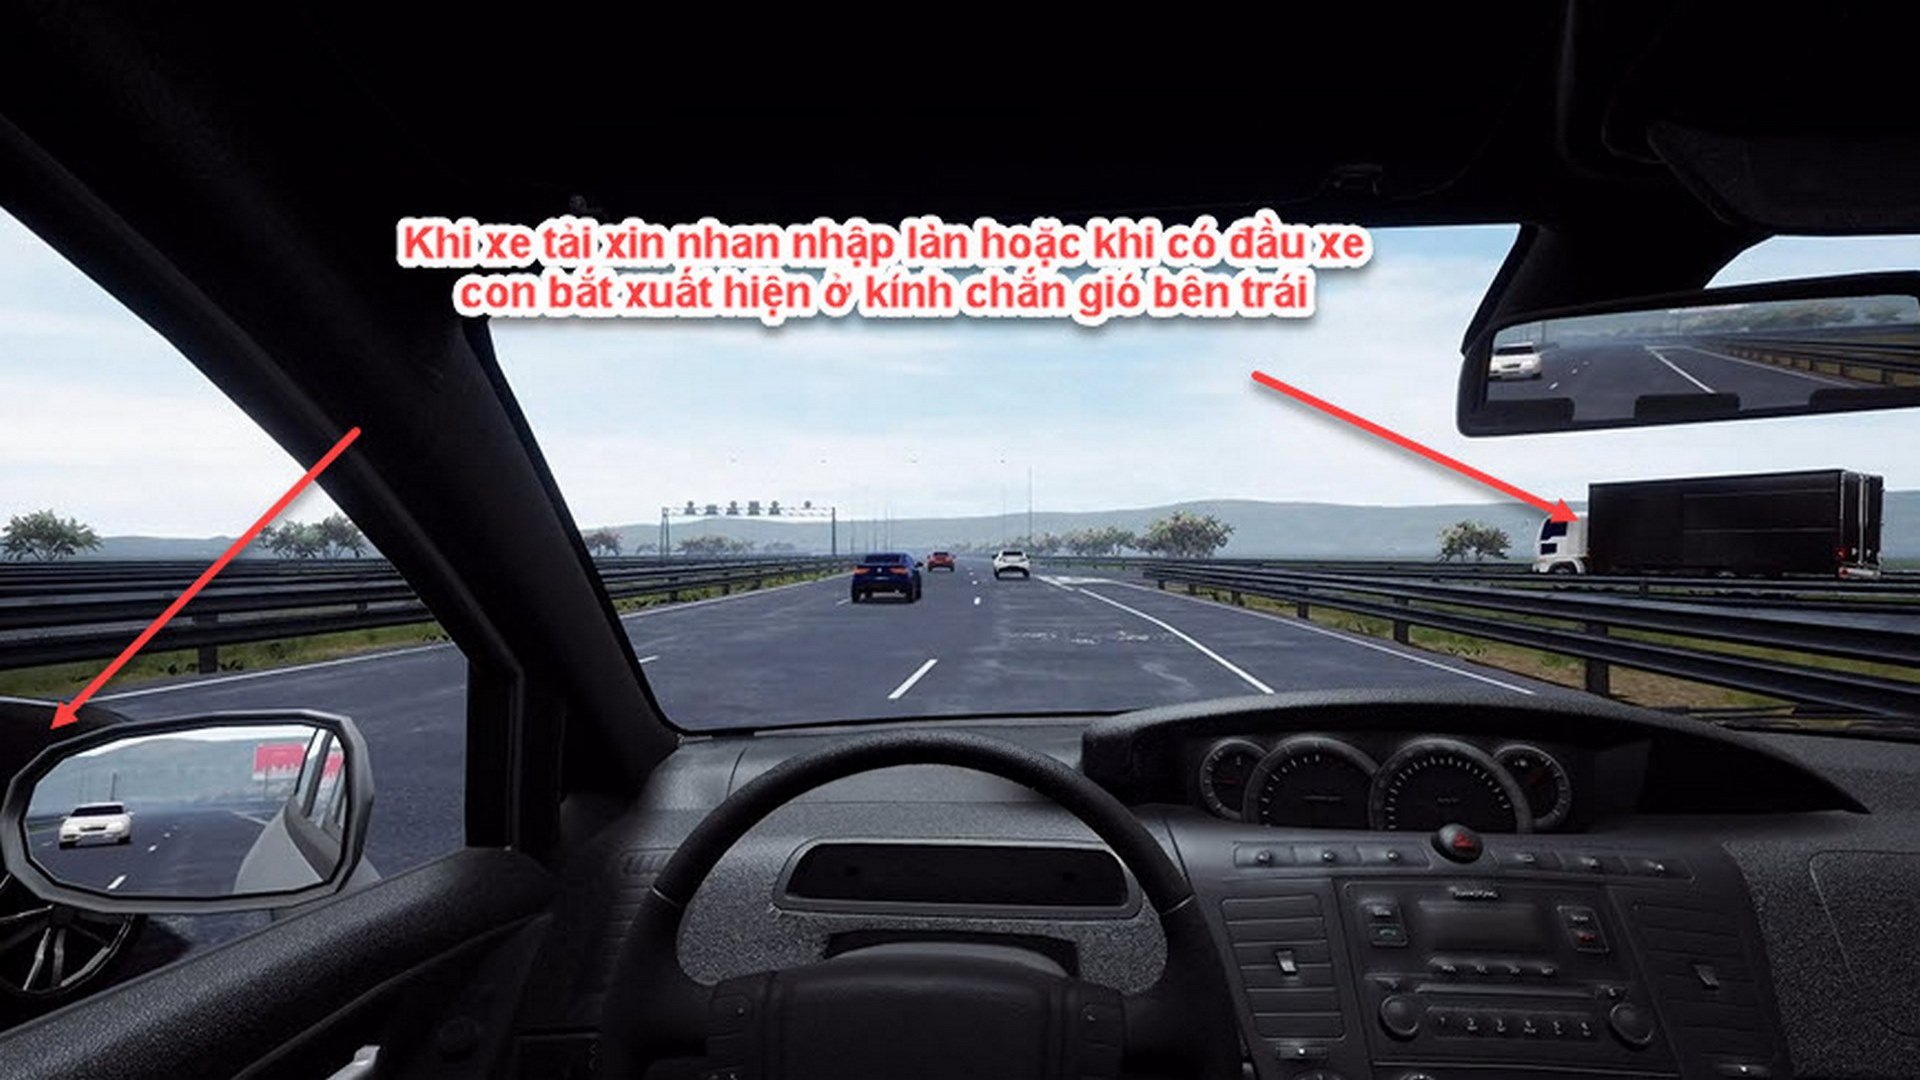 Khi xe tải xin nhan nhập làn hoặc khi có đầu xe
con bắt xuất hiện ở kính chắn gió bên trái